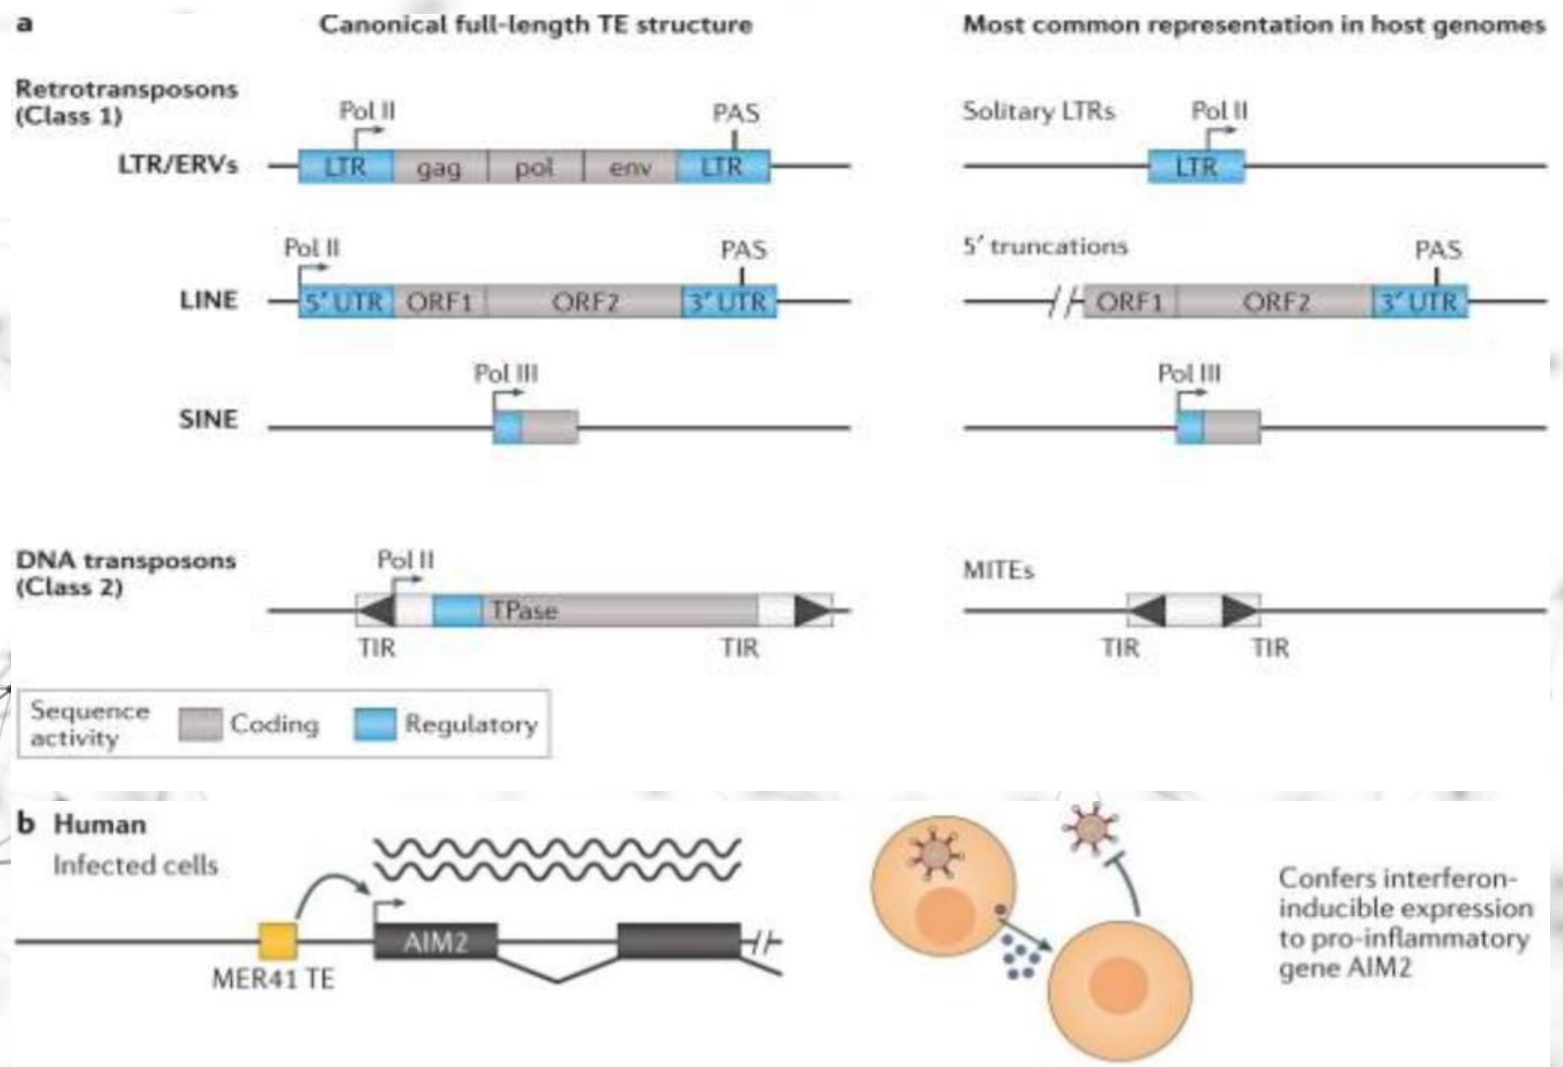 a
Canonical full-length TE structure
Most common representation in host genomes
Retrotransposons
(Class 1)
Pol II
PAS
LTR/ERVs
LTR
gag
pol
env
LTR
Solitary LTRs
Pol II
LTR
Pol II
PAS
LINE
5′ UTR
ORF1
ORF2
3′ UTR
5′ truncations
PAS
ORF1
ORF2
3′ UTR
Pol III
SINE
Pol III
DNA transposons
(Class 2)
Pol II
TPase
TIR
TIR
MITEs
TIR
TIR
Sequence
activity
Coding
Regulatory
b Human
Infected cells
AIM2
MER41 TE
Confers interferon-
inducible expression
to pro-inflammatory
gene AIM2